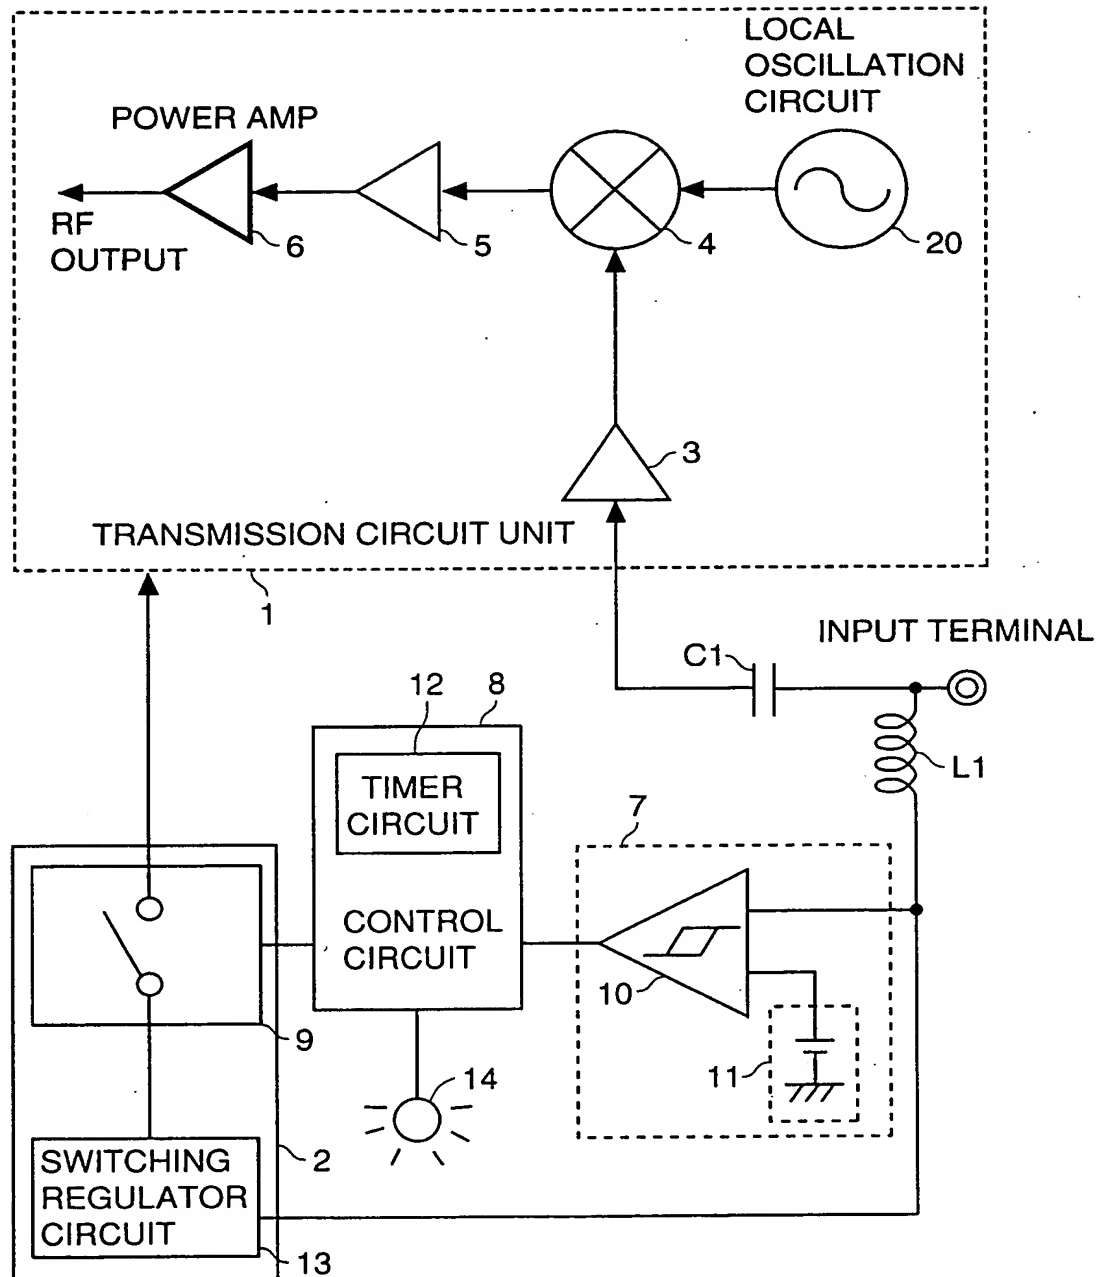 LOCAL
OSCILLATION
CIRCUIT
POWER AMP
RF
OUTPUT
6
5
4
20
3
TRANSMISSION CIRCUIT UNIT
1
INPUT TERMINAL
C1
L1
12
8
TIMER
CIRCUIT
7
CONTROL
CIRCUIT
10
9
11
14
SWITCHING
REGULATOR
CIRCUIT
2
13